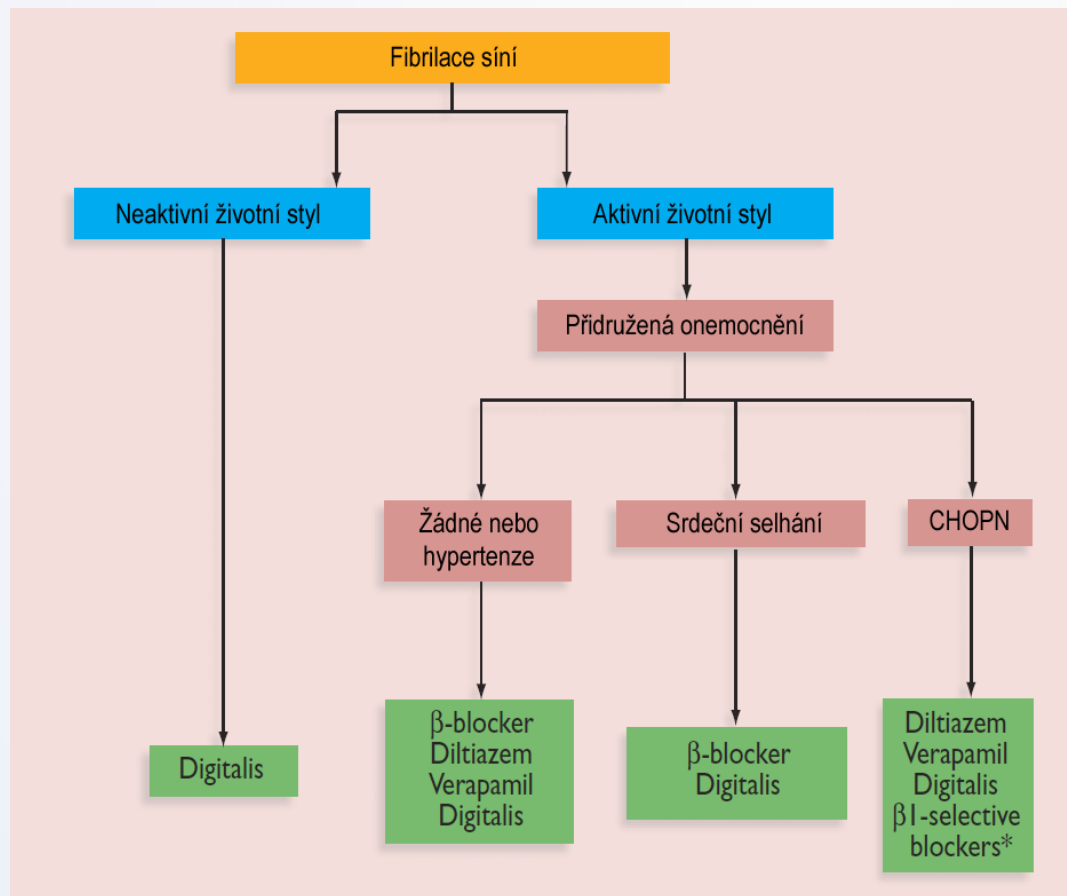 Fibrilace síní
Neaktivní životní styl
Aktivní životní styl
Přidružená onemocnění
Žádné nebo
hypertenze
Srdeční selhání
CHOPN
Digitalis
β-blocker
Diltiazem
Verapamil
Digitalis
β-blocker
Digitalis
Diltiazem
Verapamil
Digitalis
β1-selective
blockers*